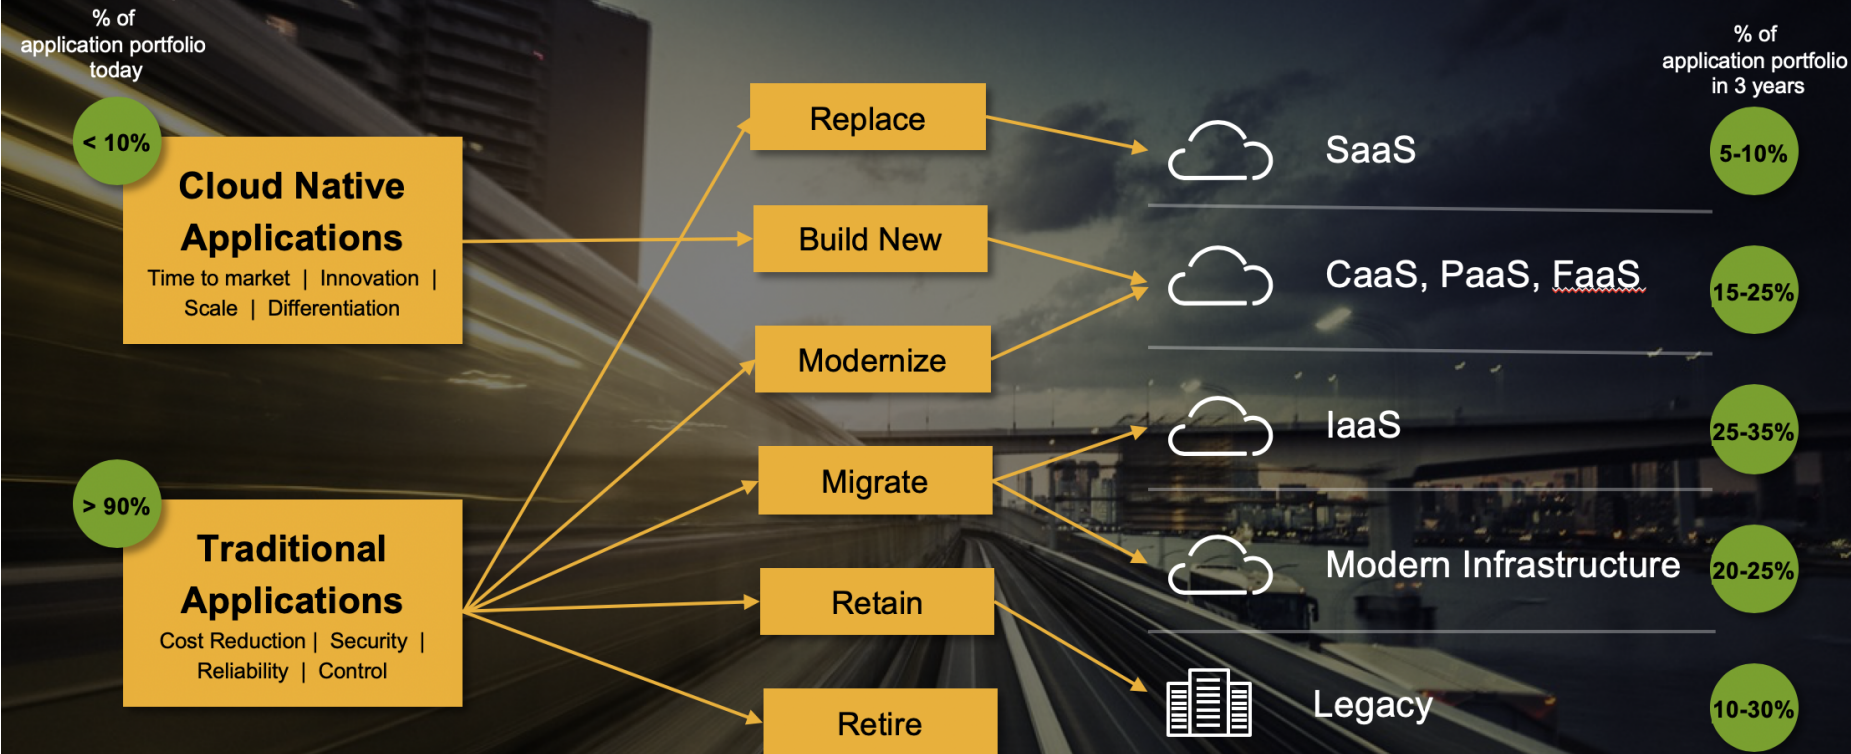 % of
application portfolio
today
< 10%
Cloud Native
Applications
Time to market | Innovation |
Scale | Differentiation
> 90%
Traditional
Applications
Cost Reduction | Security |
Reliability | Control
Replace
Build New
Modernize
Migrate
Retain
Retire
SaaS
CaaS, PaaS, FaaS
IaaS
Modern Infrastructure
Legacy
% of
application portfolio
in 3 years
5-10%
15-25%
25-35%
20-25%
10-30%